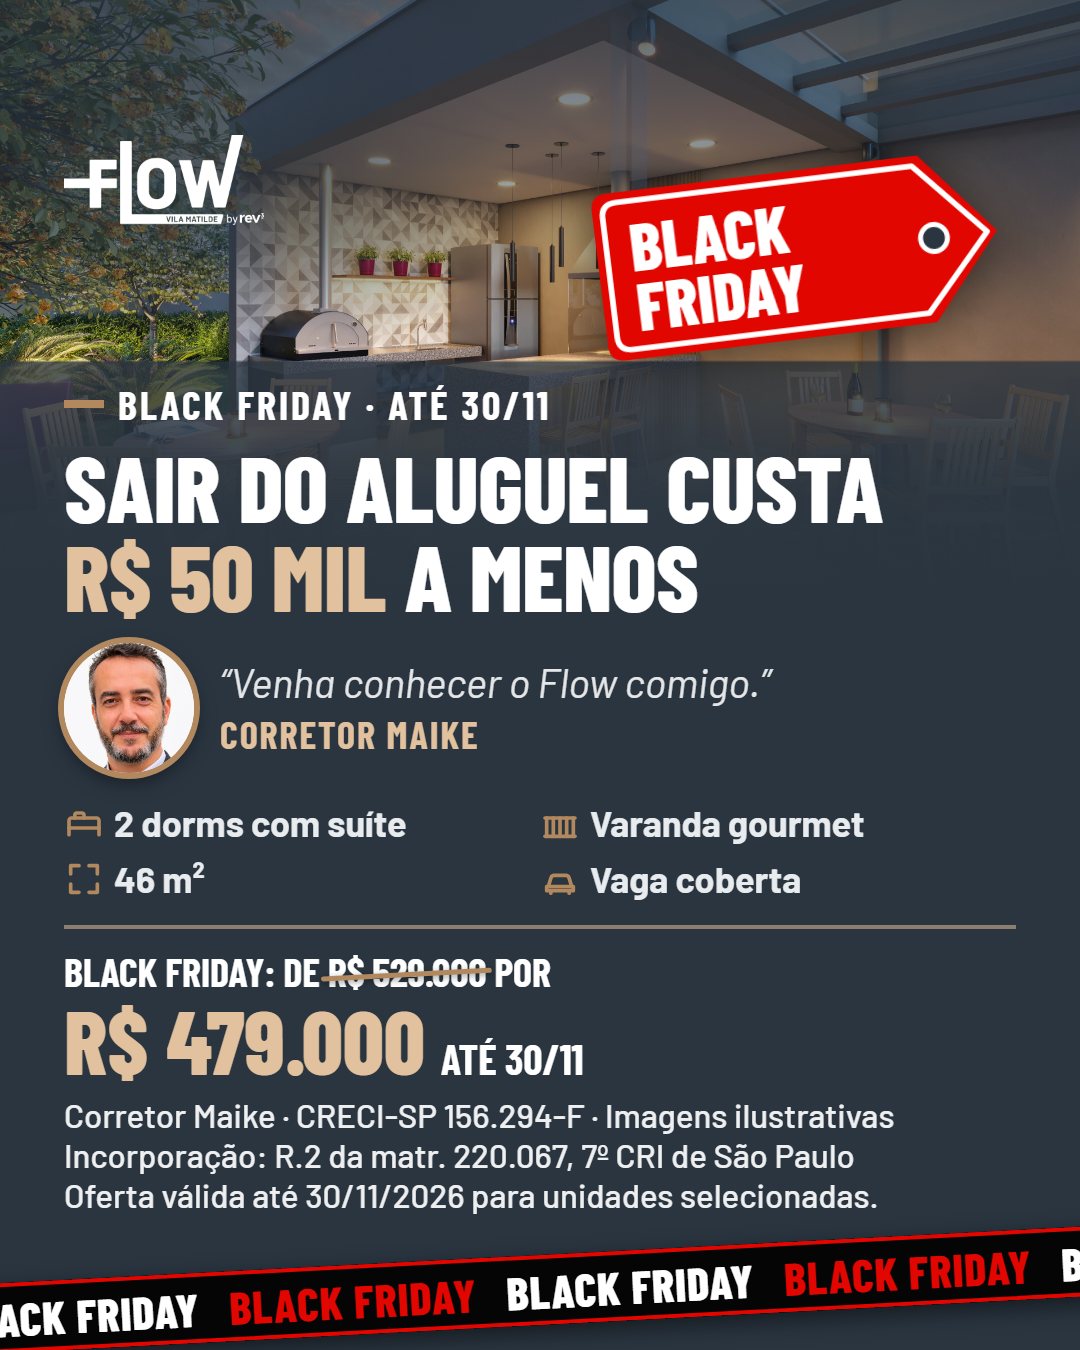 FLOW
VILA MATILDE by rev³
BLACK
FRIDAY
BLACK FRIDAY · ATÉ 30/11
SAIR DO ALUGUEL CUSTA
R$ 50 MIL A MENOS
“Venha conhecer o Flow comigo.”
CORRETOR MAIKE
2 dorms com suíte
Varanda gourmet
46 m²
Vaga coberta
BLACK FRIDAY: DE R$ 529.000 POR
R$ 479.000 ATÉ 30/11
Corretor Maike · CRECI-SP 156.294-F · Imagens ilustrativas
Incorporação: R.2 da matr. 220.067, 7º CRI de São Paulo
Oferta válida até 30/11/2026 para unidades selecionadas.
ACK FRIDAY BLACK FRIDAY BLACK FRIDAY BLACK FRIDAY B